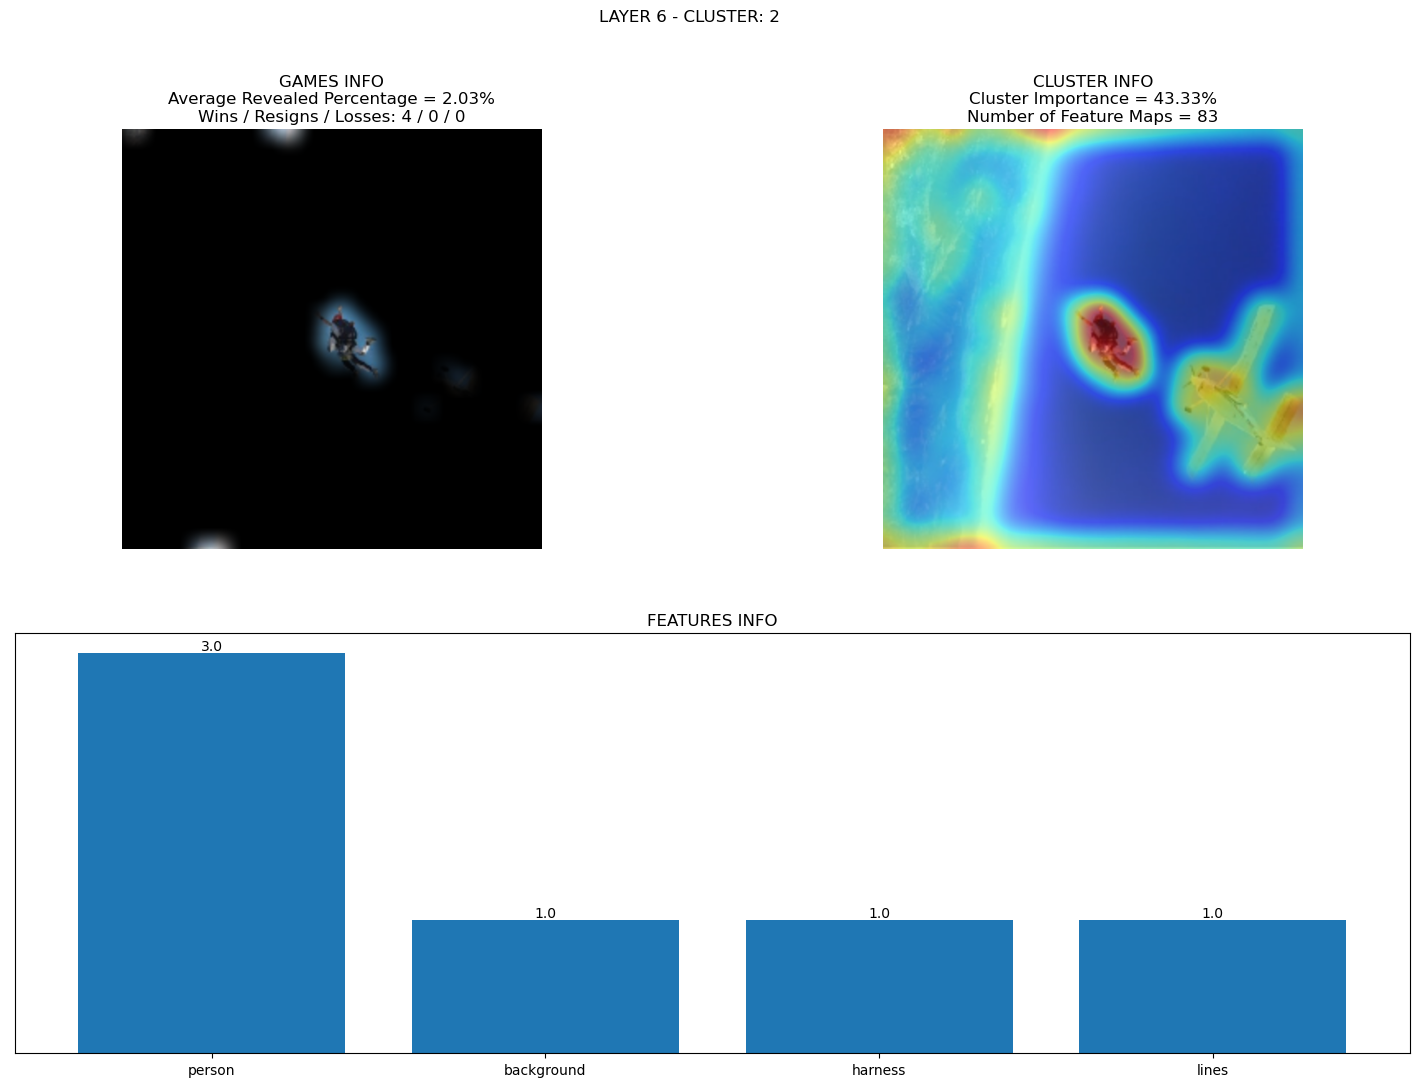 LAYER 6 - CLUSTER: 2
GAMES INFO
Average Revealed Percentage = 2.03%
Wins / Resigns / Losses: 4 / 0 / 0
CLUSTER INFO
Cluster Importance = 43.33%
Number of Feature Maps = 83
FEATURES INFO
3.0
1.0
1.0
1.0
person
background
harness
lines